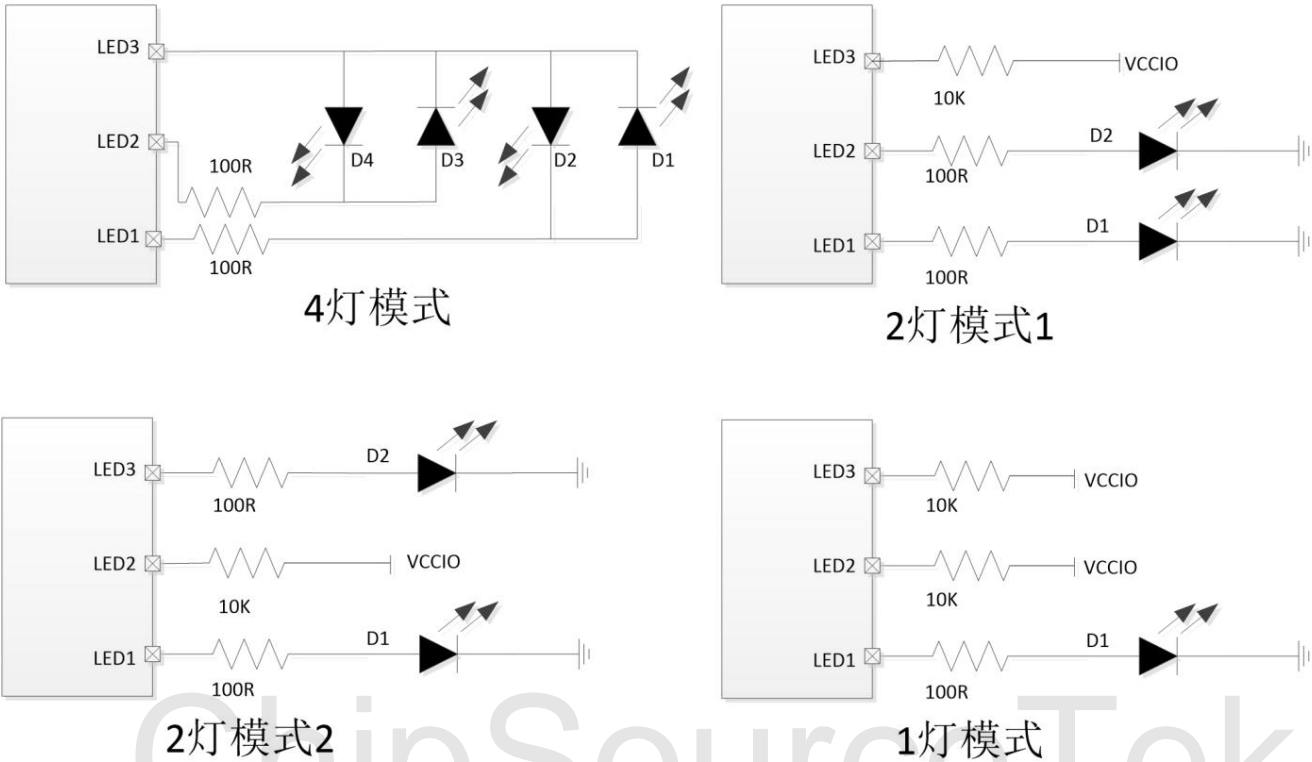 LED3
LED2
LED1
100R
100R
D4
D3
D2
D1
4灯模式
LED3
10K
VCCIO
LED2
100R
D2
LED1
100R
D1
2灯模式1
LED3
100R
D2
LED2
10K
VCCIO
LED1
100R
D1
2灯模式2
LED3
10K
VCCIO
LED2
10K
VCCIO
LED1
100R
D1
1灯模式
ChipSourceTek